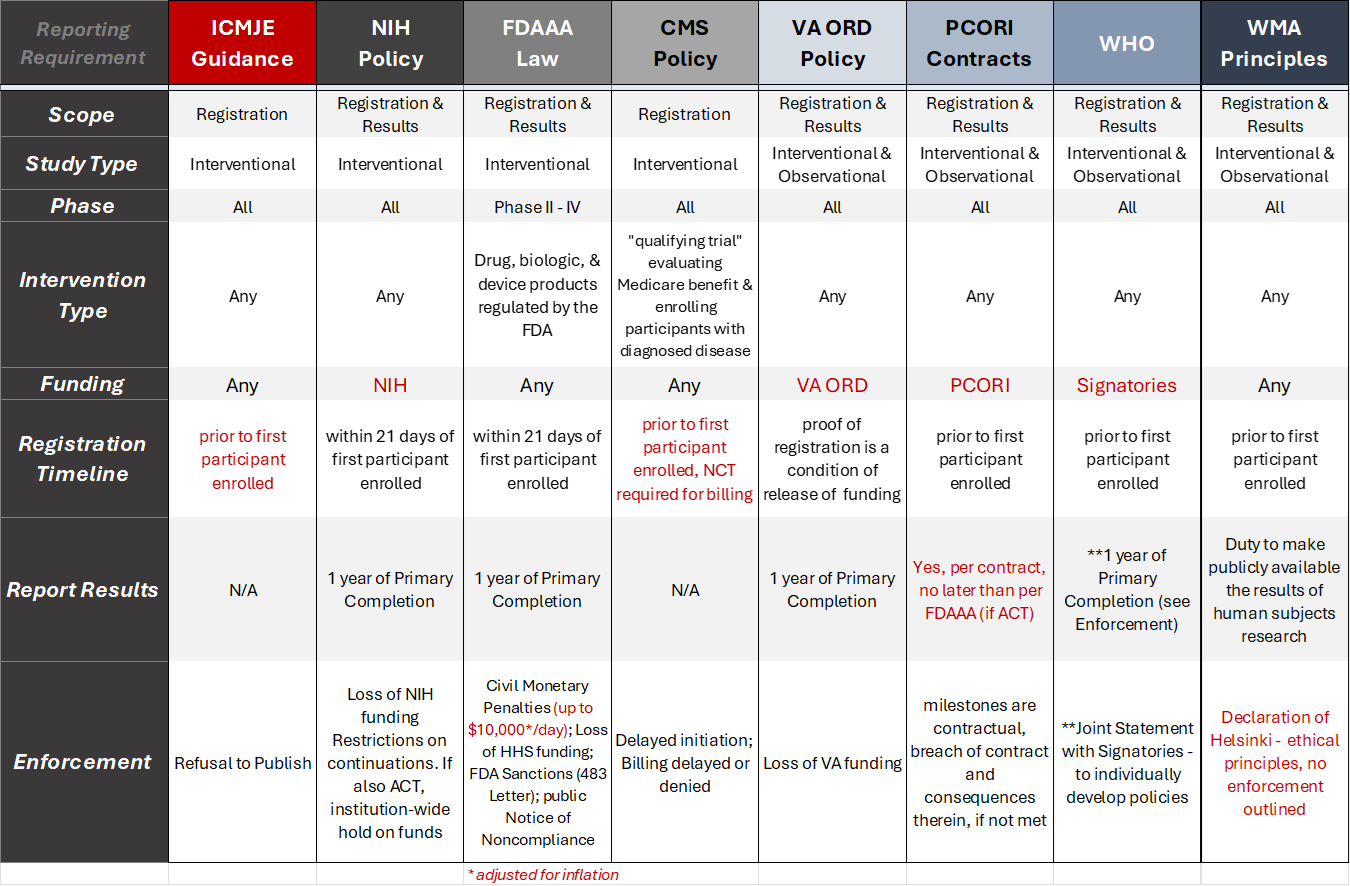 Reporting
Requirement
ICMJE
Guidance
NIH
Policy
FDAAA
Law
CMS
Policy
VA ORD
Policy
PCORI
Contracts
WHO
WMA
Principles
Scope
Registration
Registration &
Results
Registration &
Results
Registration
Registration &
Results
Registration &
Results
Registration &
Results
Registration &
Results
Study Type
Interventional
Interventional
Interventional
Interventional
Interventional &
Observational
Interventional &
Observational
Interventional &
Observational
Interventional &
Observational
Phase
All
All
Phase II - IV
All
All
All
All
All
Intervention
Type
Any
Any
Drug, biologic, &
device products
regulated by the
FDA
"qualifying trial"
evaluating
Medicare benefit &
enrolling
participants with
diagnosed disease
Any
Any
Any
Any
Funding
Any
NIH
Any
Any
VA ORD
PCORI
Signatories
Any
Registration
Timeline
prior to first
participant
enrolled
within 21 days of
first participant
enrolled
within 21 days of
first participant
enrolled
prior to first
participant
enrolled, NCT
required for billing
proof of
registration is a
condition of
release of funding
prior to first
participant
enrolled
prior to first
participant
enrolled
prior to first
participant
enrolled
Report Results
N/A
1 year of Primary
Completion
1 year of Primary
Completion
N/A
1 year of Primary
Completion
Yes, per contract,
no later than per
FDAAA (if ACT)
**1 year of
Primary
Completion (see
Enforcement)
Duty to make
publicly available
the results of
human subjects
research
Enforcement
Refusal to Publish
Loss of NIH
funding
Restrictions on
continuations. If
also ACT,
institution-wide
hold on funds
Civil Monetary
Penalties (up to
$10,000*/day); Loss
of HHS funding;
FDA Sanctions (483
Letter); public
Notice of
Noncompliance
Delayed initiation;
Billing delayed or
denied
Loss of VA funding
milestones are
contractual,
breach of contract
and
consequences
therein, if not met
**Joint Statement
with Signatories -
to individually
develop policies
Declaration of
Helsinki - ethical
principles, no
enforcement
outlined
* adjusted for inflation